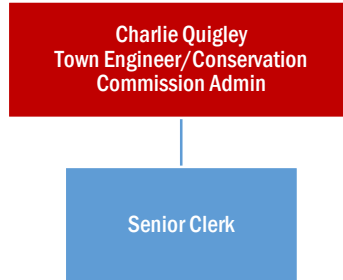 Charlie Quigley
Town Engineer/Conservation
Commission Admin
Senior Clerk